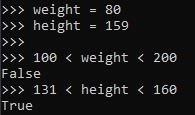 >>> weight = 80
>>> height = 159
>>>
>>> 100 < weight < 200
False
>>> 131 < height < 160
True